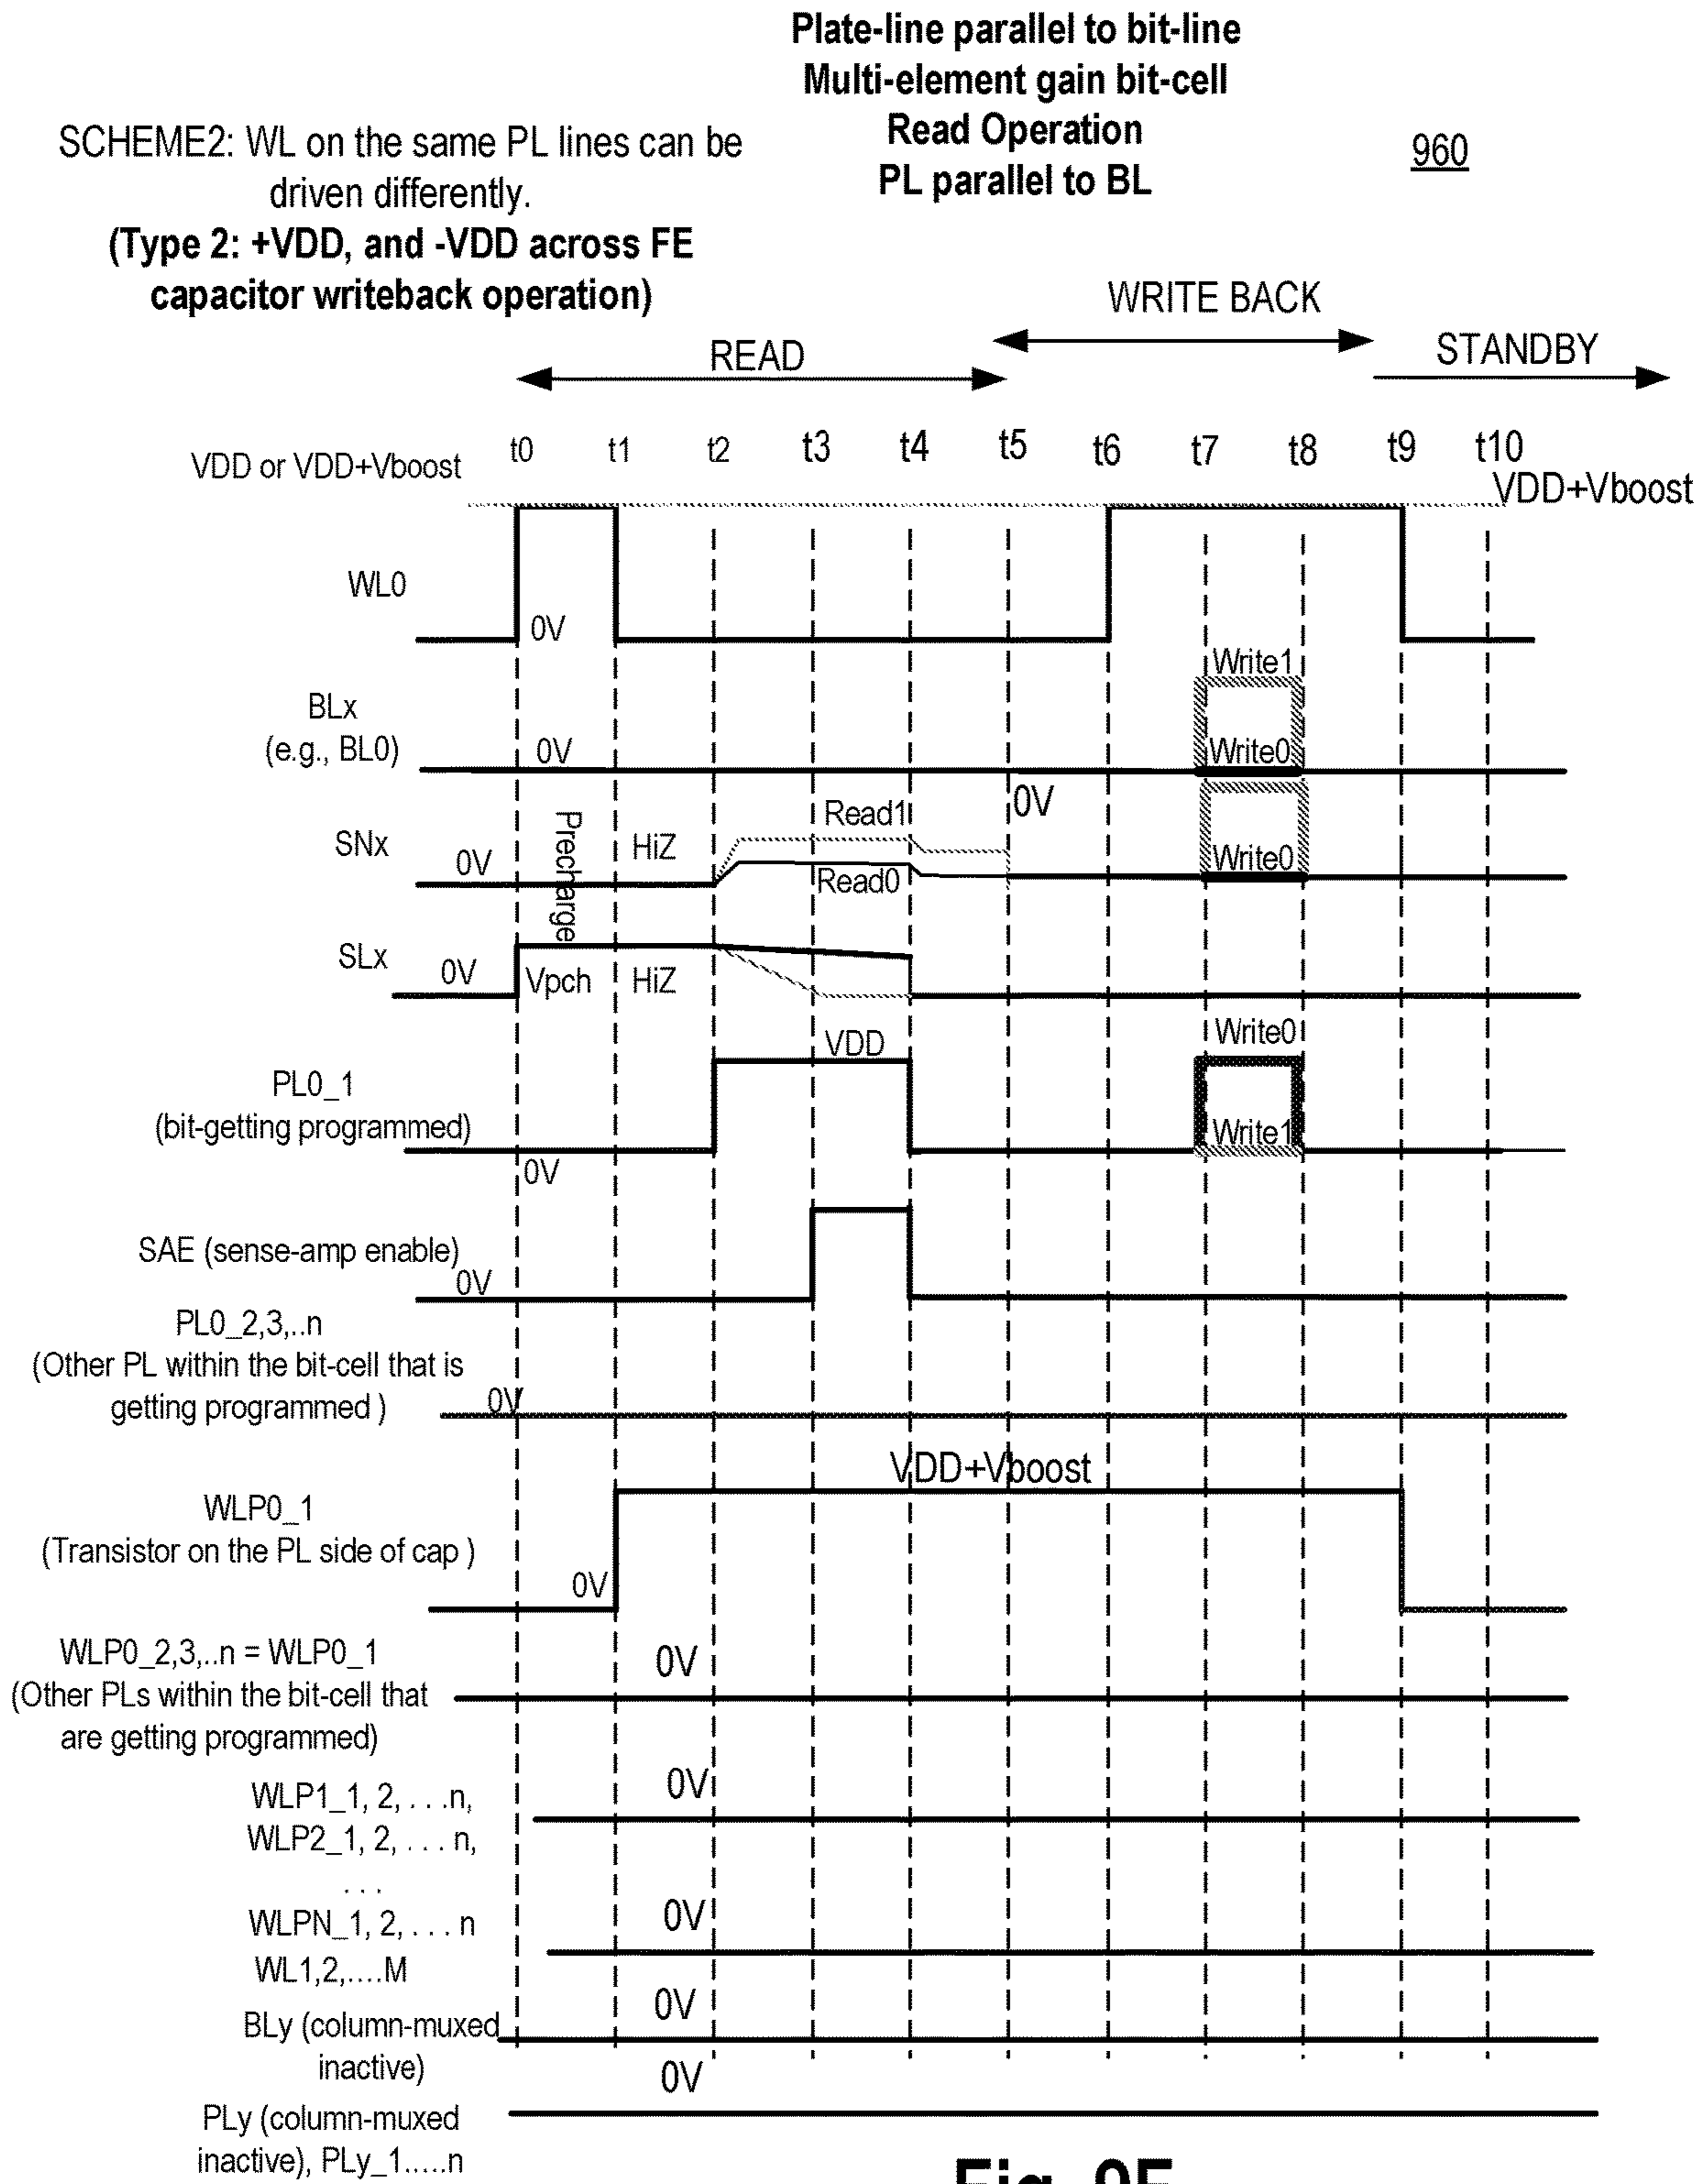 Plate-line parallel to bit-line
Multi-element gain bit-cell
Read Operation
PL parallel to BL
960
SCHEME2: WL on the same PL lines can be
driven differently.
(Type 2: +VDD, and -VDD across FE
capacitor writeback operation)
READ
WRITE BACK
STANDBY
VDD or VDD+Vboost
t0 t1 t2 t3 t4 t5 t6 t7 t8 t9 t10
VDD+Vboost
WL0
0V
BLx
(e.g., BL0)
0V
Write1
Write0
0V
SNx
0V
Precharge
HiZ
Read1
Read0
Write0
SLx
0V
Vpch
HiZ
PL0_1
(bit-getting programmed)
0V
VDD
Write0
Write1
SAE (sense-amp enable)
0V
PL0_2,3,..n
(Other PL within the bit-cell that is
getting programmed )
0V
WLP0_1
(Transistor on the PL side of cap )
0V
VDD+Vboost
WLP0_2,3,..n = WLP0_1
(Other PLs within the bit-cell that
are getting programmed)
0V
WLP1_1, 2, . . .n,
WLP2_1, 2, . . . n,
. . .
WLPN_1, 2, . . . n
WL1,2,....M
0V
0V
BLy (column-muxed
inactive)
0V
PLy (column-muxed
inactive), PLy_1.....n
0V